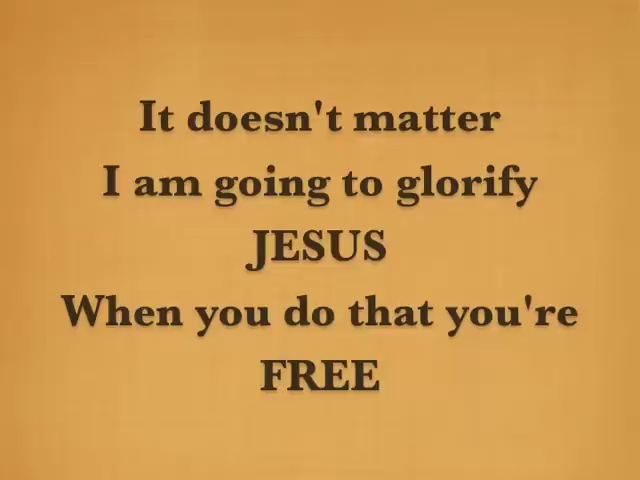 It doesn't matter
I am going to glorify
JESUS
When you do that you're
FREE